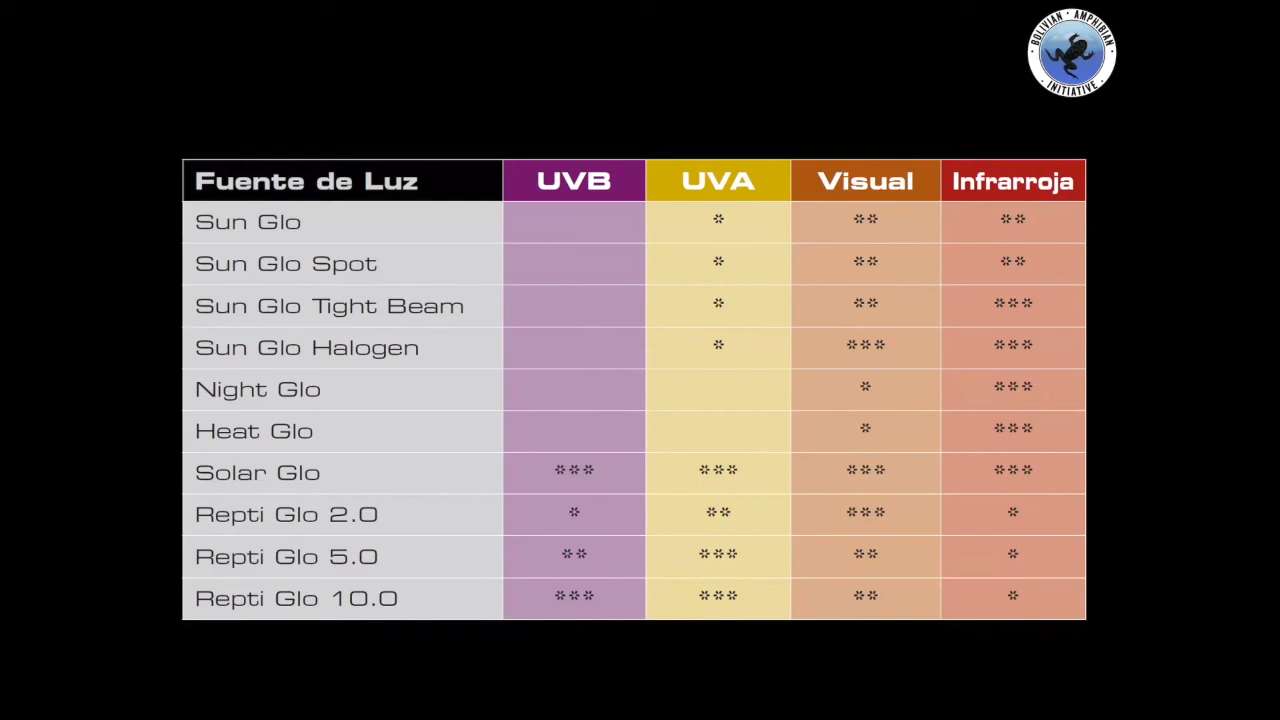 BOLIVIAN · AMPHIBIAN
INITIATIVE
Fuente de Luz UVB UVA Visual Infrarroja
Sun Glo * ** **
Sun Glo Spot * ** **
Sun Glo Tight Beam * ** ***
Sun Glo Halogen * *** ***
Night Glo * ***
Heat Glo * ***
Solar Glo *** *** *** ***
Repti Glo 2.0 * ** *** *
Repti Glo 5.0 ** *** ** *
Repti Glo 10.0 *** *** ** *